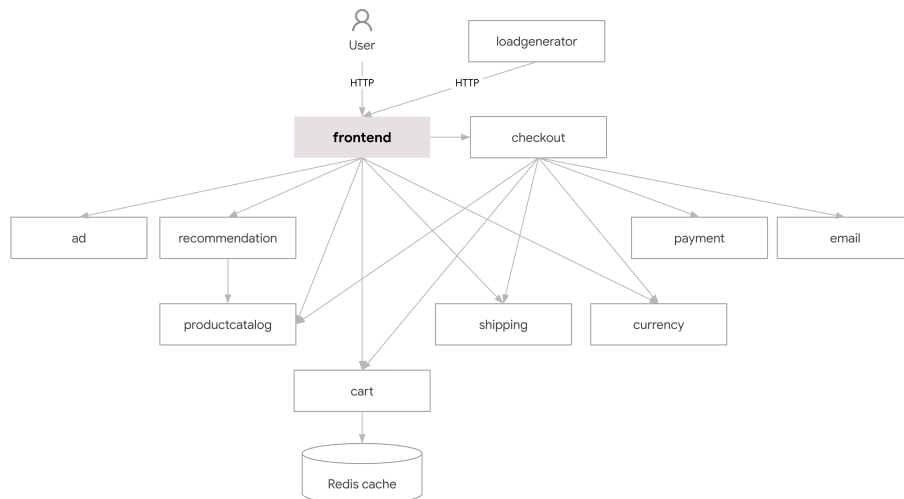 User
loadgenerator
HTTP
HTTP
frontend
checkout
ad
recommendation
payment
email
productcatalog
shipping
currency
cart
Redis cache